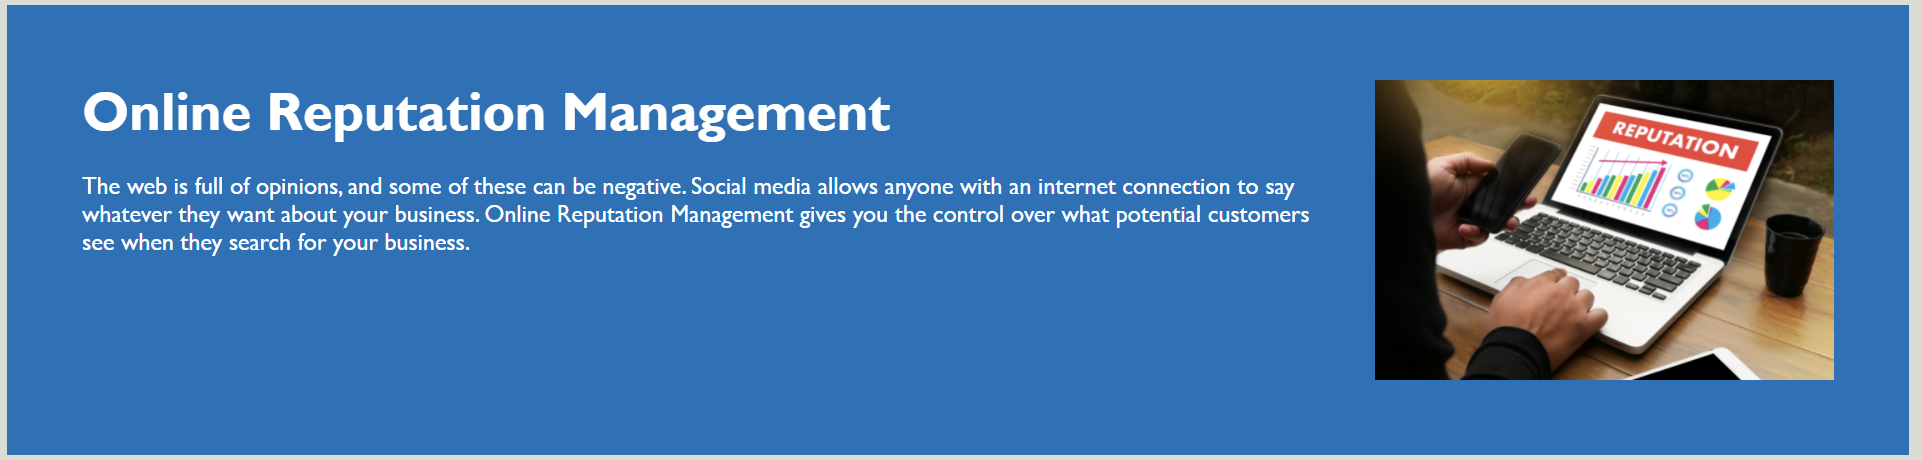 Online Reputation Management
The web is full of opinions, and some of these can be negative. Social media allows anyone with an internet connection to say
whatever they want about your business. Online Reputation Management gives you the control over what potential customers
see when they search for your business.
REPUTATION